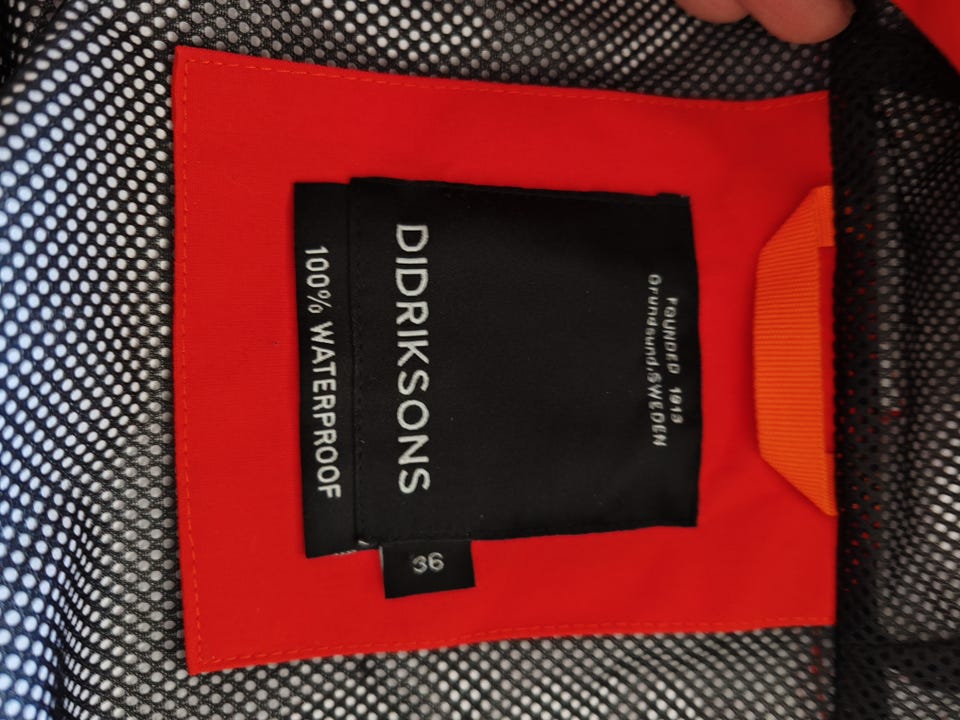 FOUNDED 1913
Grundsund, SWEDEN
DIDRIKSONS
100% WATERPROOF
36